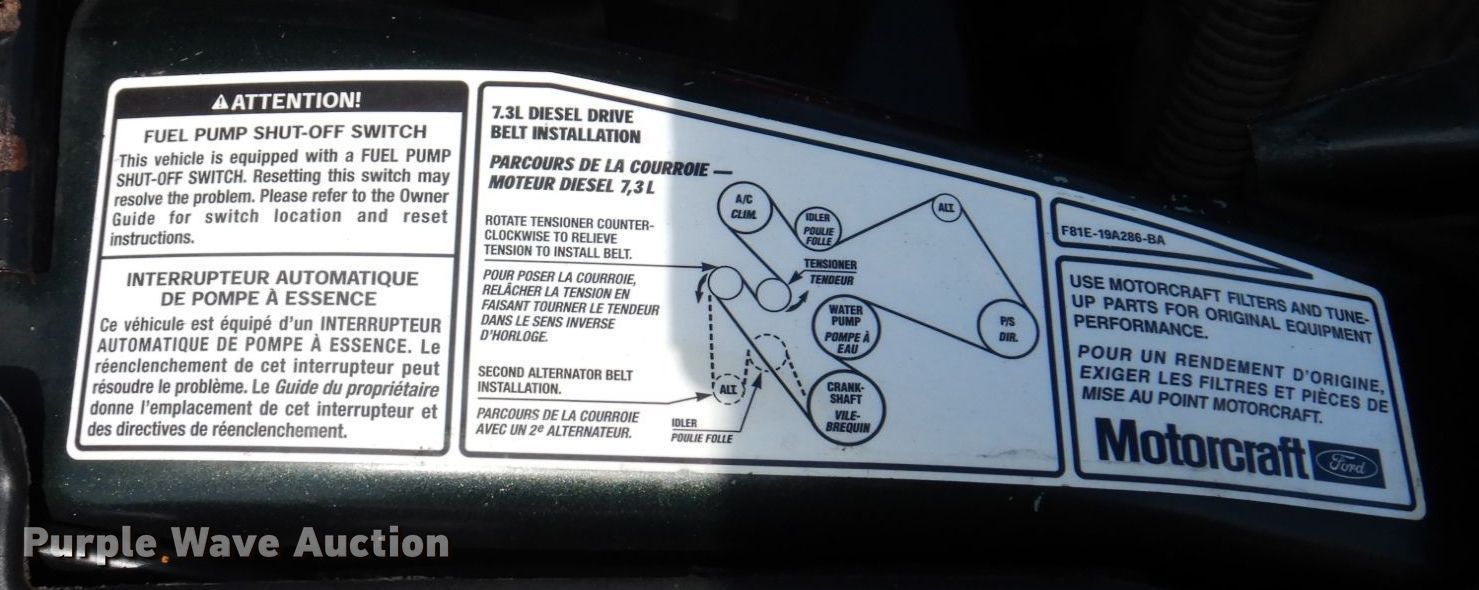 ⚠ ATTENTION!
FUEL PUMP SHUT-OFF SWITCH
This vehicle is equipped with a FUEL PUMP
SHUT-OFF SWITCH. Resetting this switch may
resolve the problem. Please refer to the Owner
Guide for switch location and reset
instructions.
INTERRUPTEUR AUTOMATIQUE
DE POMPE À ESSENCE
Ce véhicule est équipé d'un INTERRUPTEUR
AUTOMATIQUE DE POMPE À ESSENCE. Le
réenclenchement de cet interrupteur peut
résoudre le problème. Le Guide du propriétaire
donne l'emplacement de cet interrupteur et
des directives de réenclenchement.
7.3L DIESEL DRIVE
BELT INSTALLATION
PARCOURS DE LA COURROIE —
MOTEUR DIESEL 7,3 L
ROTATE TENSIONER COUNTER-
CLOCKWISE TO RELIEVE
TENSION TO INSTALL BELT.
POUR POSER LA COURROIE,
RELÂCHER LA TENSION EN
FAISANT TOURNER LE TENDEUR
DANS LE SENS INVERSE
D'HORLOGE.
SECOND ALTERNATOR BELT
INSTALLATION.
PARCOURS DE LA COURROIE
AVEC UN 2e ALTERNATEUR.
A/C
CLIM.
IDLER
POULIE
FOLLE
ALT.
TENSIONER
TENDEUR
WATER
PUMP
POMPE À
EAU
P/S
DIR.
ALT.
CRANK-
SHAFT
VILE-
BREQUIN
IDLER
POULIE FOLLE
F81E-19A286-BA
USE MOTORCRAFT FILTERS AND TUNE-
UP PARTS FOR ORIGINAL EQUIPMENT
PERFORMANCE.
POUR UN RENDEMENT D'ORIGINE,
EXIGER LES FILTRES ET PIÈCES DE
MISE AU POINT MOTORCRAFT.
Motorcraft Ford
Purple Wave Auction